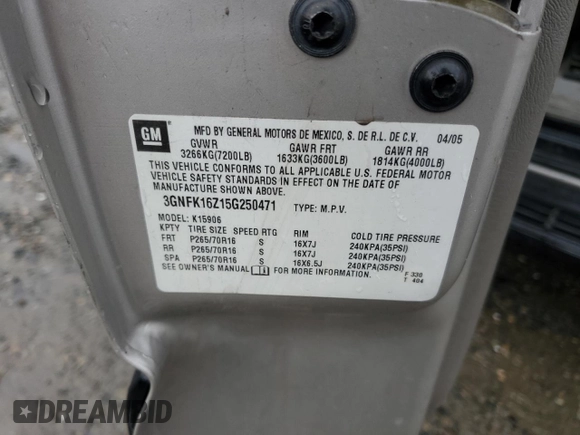 GM
MFD BY GENERAL MOTORS DE MEXICO, S. DE R.L. DE C.V. 04/05
GVWR GAWR FRT GAWR RR
3266KG(7200LB) 1633KG(3600LB) 1814KG(4000LB)
THIS VEHICLE CONFORMS TO ALL APPLICABLE U.S. FEDERAL MOTOR
VEHICLE SAFETY STANDARDS IN EFFECT ON THE DATE OF
MANUFACTURE SHOWN ABOVE.
3GNFK16Z15G250471 TYPE: M.P.V.
MODEL: K15906
KPTY TIRE SIZE SPEED RTG RIM COLD TIRE PRESSURE
FRT P265/70R16 S 16X7J 240KPA(35PSI)
RR P265/70R16 S 16X7J 240KPA(35PSI)
SPA P265/70R16 S 16X6.5J 240KPA(35PSI)
SEE OWNER'S MANUAL FOR MORE INFORMATION.
F 330
T 404
DREAMBID